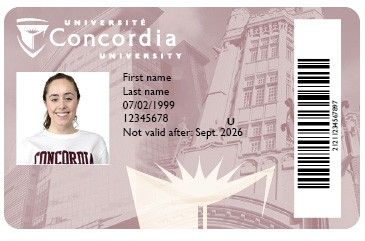 UNIVERSITÉ
Concordia
UNIVERSITY
First name
Last name
07/02/1999
12345678 U
Not valid after: Sept. 2026
CONCORDIA